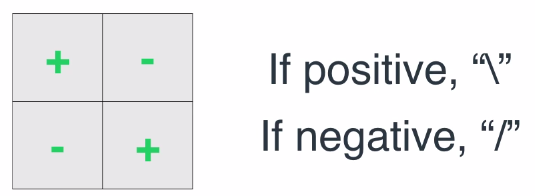 + -
- +
If positive, “\”
If negative, “/”